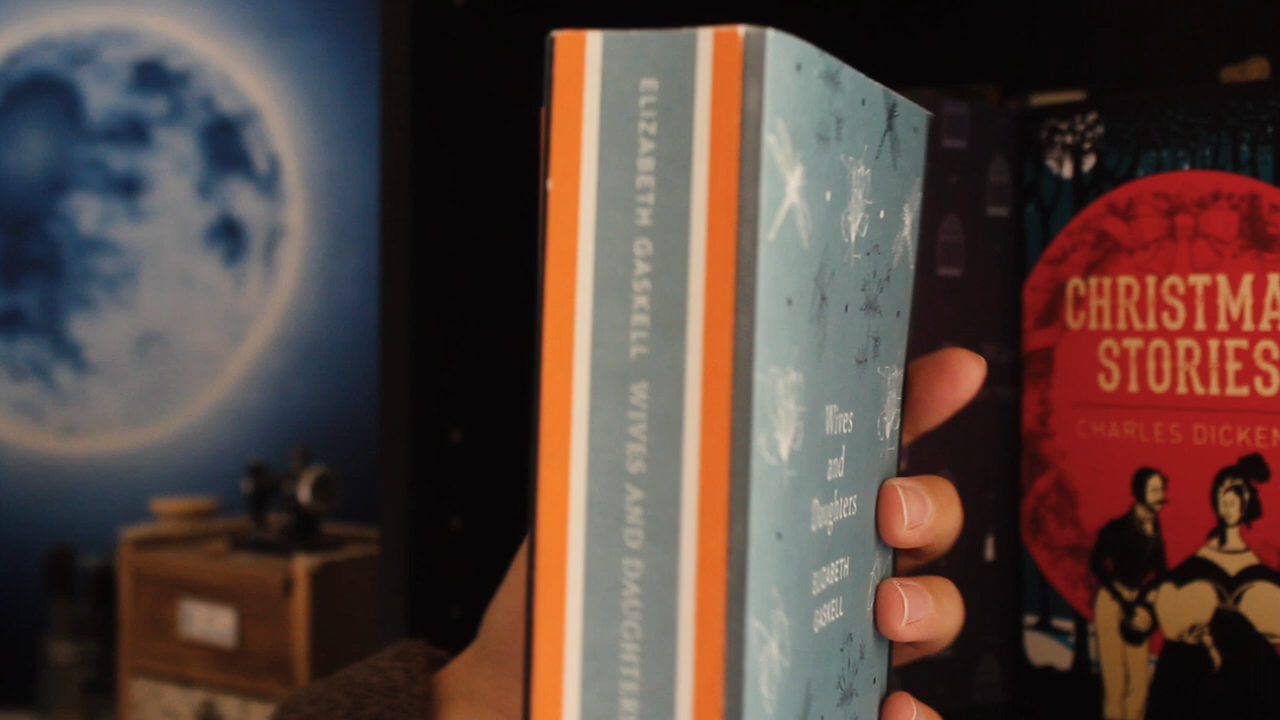 ELIZABETH GASKELL WIVES AND DAUGHTERS
Wives
and
Daughters
ELIZABETH
GASKELL
CHRISTMA
STORIES
CHARLES DICKEN